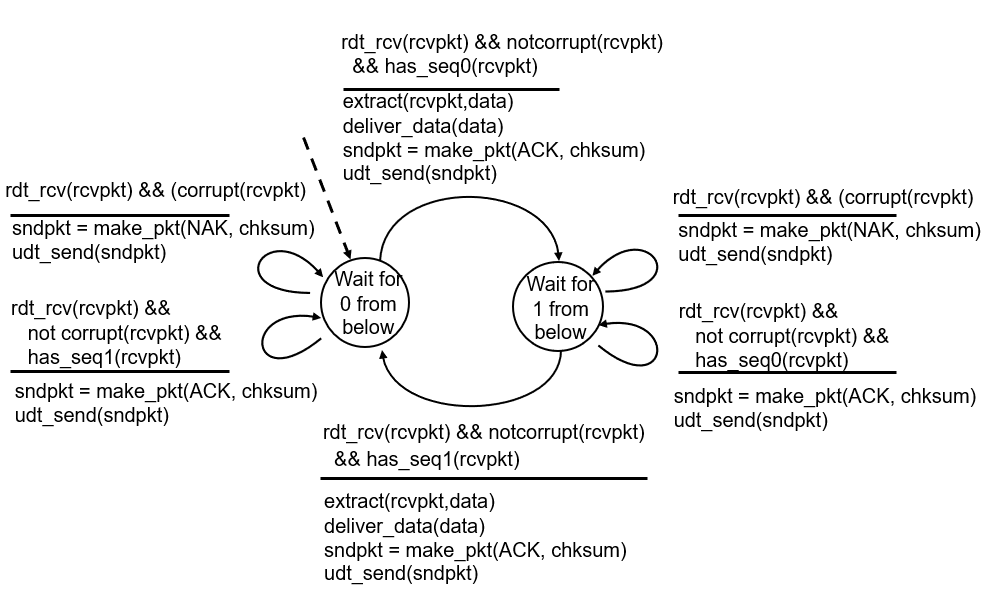 rdt_rcv(rcvpkt) && notcorrupt(rcvpkt)
&& has_seq0(rcvpkt)
extract(rcvpkt,data)
deliver_data(data)
sndpkt = make_pkt(ACK, chksum)
udt_send(sndpkt)
rdt_rcv(rcvpkt) && (corrupt(rcvpkt)
sndpkt = make_pkt(NAK, chksum)
udt_send(sndpkt)
rdt_rcv(rcvpkt) &&
not corrupt(rcvpkt) &&
has_seq1(rcvpkt)
sndpkt = make_pkt(ACK, chksum)
udt_send(sndpkt)
Wait for
0 from
below
Wait for
1 from
below
rdt_rcv(rcvpkt) && (corrupt(rcvpkt)
sndpkt = make_pkt(NAK, chksum)
udt_send(sndpkt)
rdt_rcv(rcvpkt) &&
not corrupt(rcvpkt) &&
has_seq0(rcvpkt)
sndpkt = make_pkt(ACK, chksum)
udt_send(sndpkt)
rdt_rcv(rcvpkt) && notcorrupt(rcvpkt)
&& has_seq1(rcvpkt)
extract(rcvpkt,data)
deliver_data(data)
sndpkt = make_pkt(ACK, chksum)
udt_send(sndpkt)